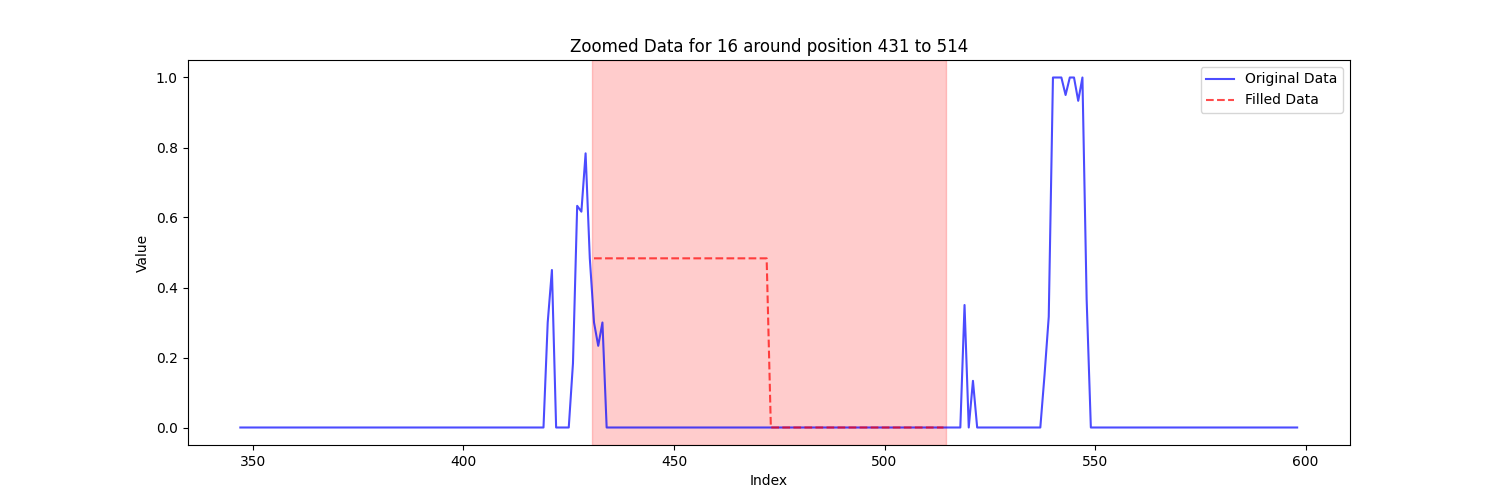 Zoomed Data for 16 around position 431 to 514
Original Data
Filled Data
Value
1.0
0.8
0.6
0.4
0.2
0.0
350 400 450 500 550 600
Index